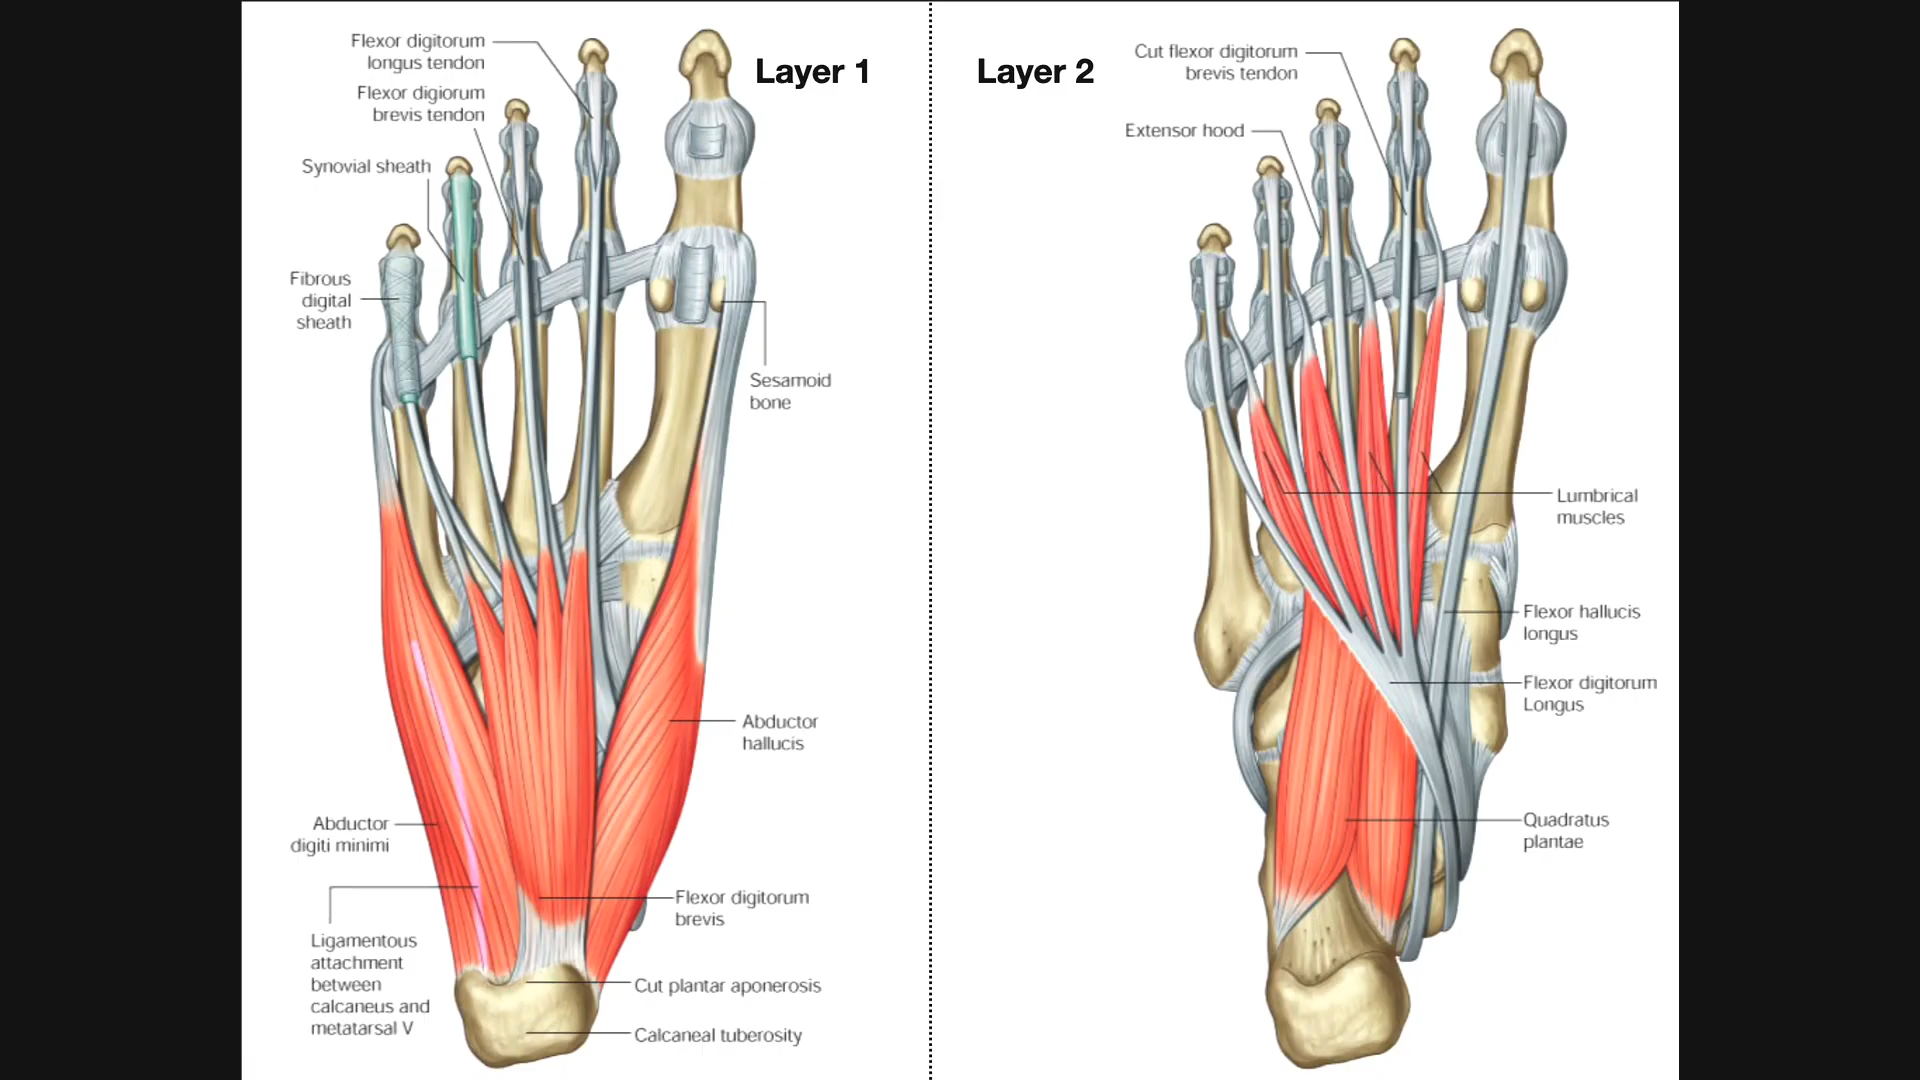 Layer 1
Flexor digitorum
longus tendon
Flexor digiorum
brevis tendon
Synovial sheath
Fibrous
digital
sheath
Sesamoid
bone
Abductor
hallucis
Abductor
digiti minimi
Flexor digitorum
brevis
Ligamentous
attachment
between
calcaneus and
metatarsal V
Cut plantar aponerosis
Calcaneal tuberosity
Layer 2
Cut flexor digitorum
brevis tendon
Extensor hood
Lumbrical
muscles
Flexor hallucis
longus
Flexor digitorum
Longus
Quadratus
plantae